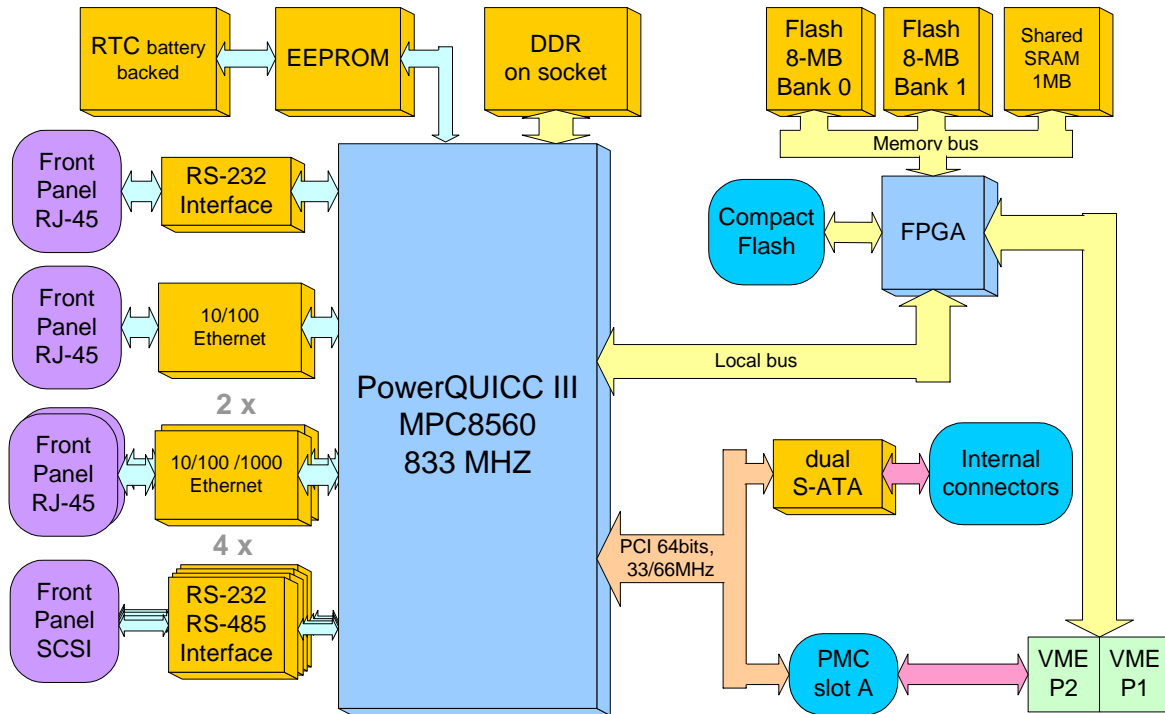 RTC battery
backed
EEPROM
DDR
on socket
Flash
8-MB
Bank 0
Flash
8-MB
Bank 1
Shared
SRAM
1MB
Memory bus
Front
Panel
RJ-45
RS-232
Interface
Compact
Flash
FPGA
Front
Panel
RJ-45
10/100
Ethernet
Local bus
PowerQUICC III
MPC8560
833 MHZ
2 x
Front
Panel
RJ-45
10/100 /1000
Ethernet
dual
S-ATA
Internal
connectors
4 x
PCI 64bits,
33/66MHz
Front
Panel
SCSI
RS-232
RS-485
Interface
PMC
slot A
VME
P2
VME
P1